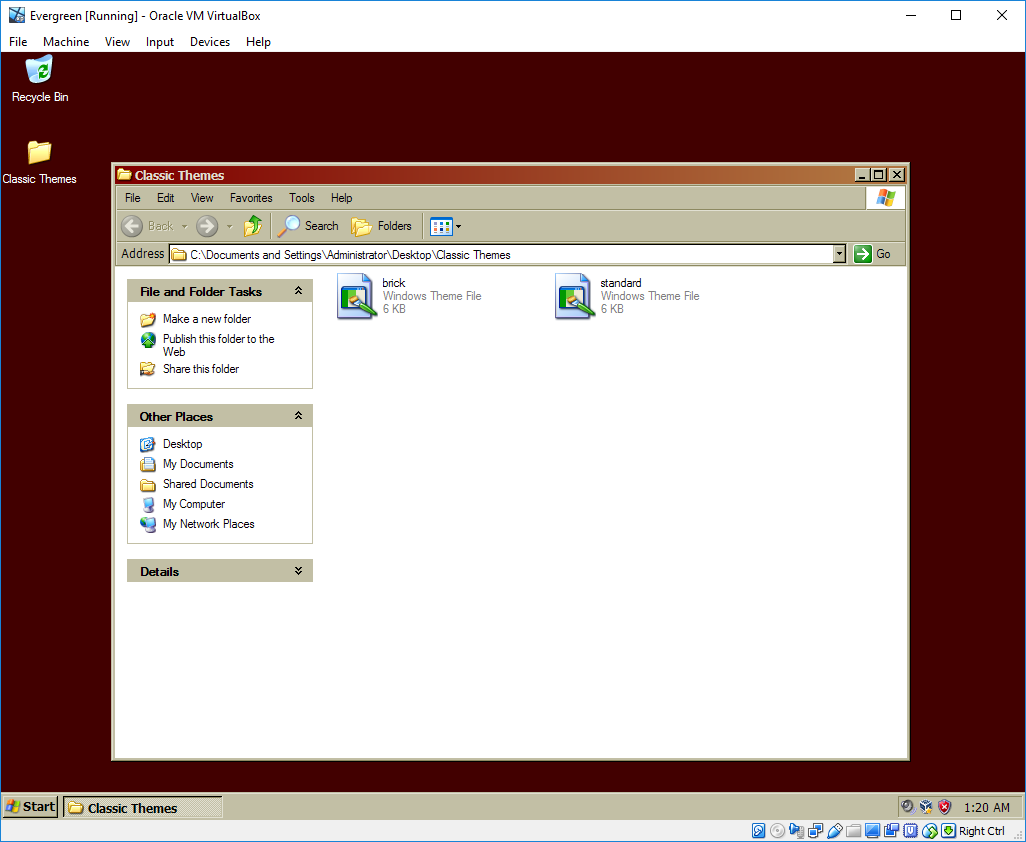 Evergreen [Running] - Oracle VM VirtualBox
File Machine View Input Devices Help
Recycle Bin
Classic Themes
Classic Themes
File Edit View Favorites Tools Help
Back Search Folders
Address C:\Documents and Settings\Administrator\Desktop\Classic Themes Go
File and Folder Tasks
Make a new folder
Publish this folder to the
Web
Share this folder
Other Places
Desktop
My Documents
Shared Documents
My Computer
My Network Places
Details
brick
Windows Theme File
6 KB
standard
Windows Theme File
6 KB
Start Classic Themes 1:20 AM
Right Ctrl